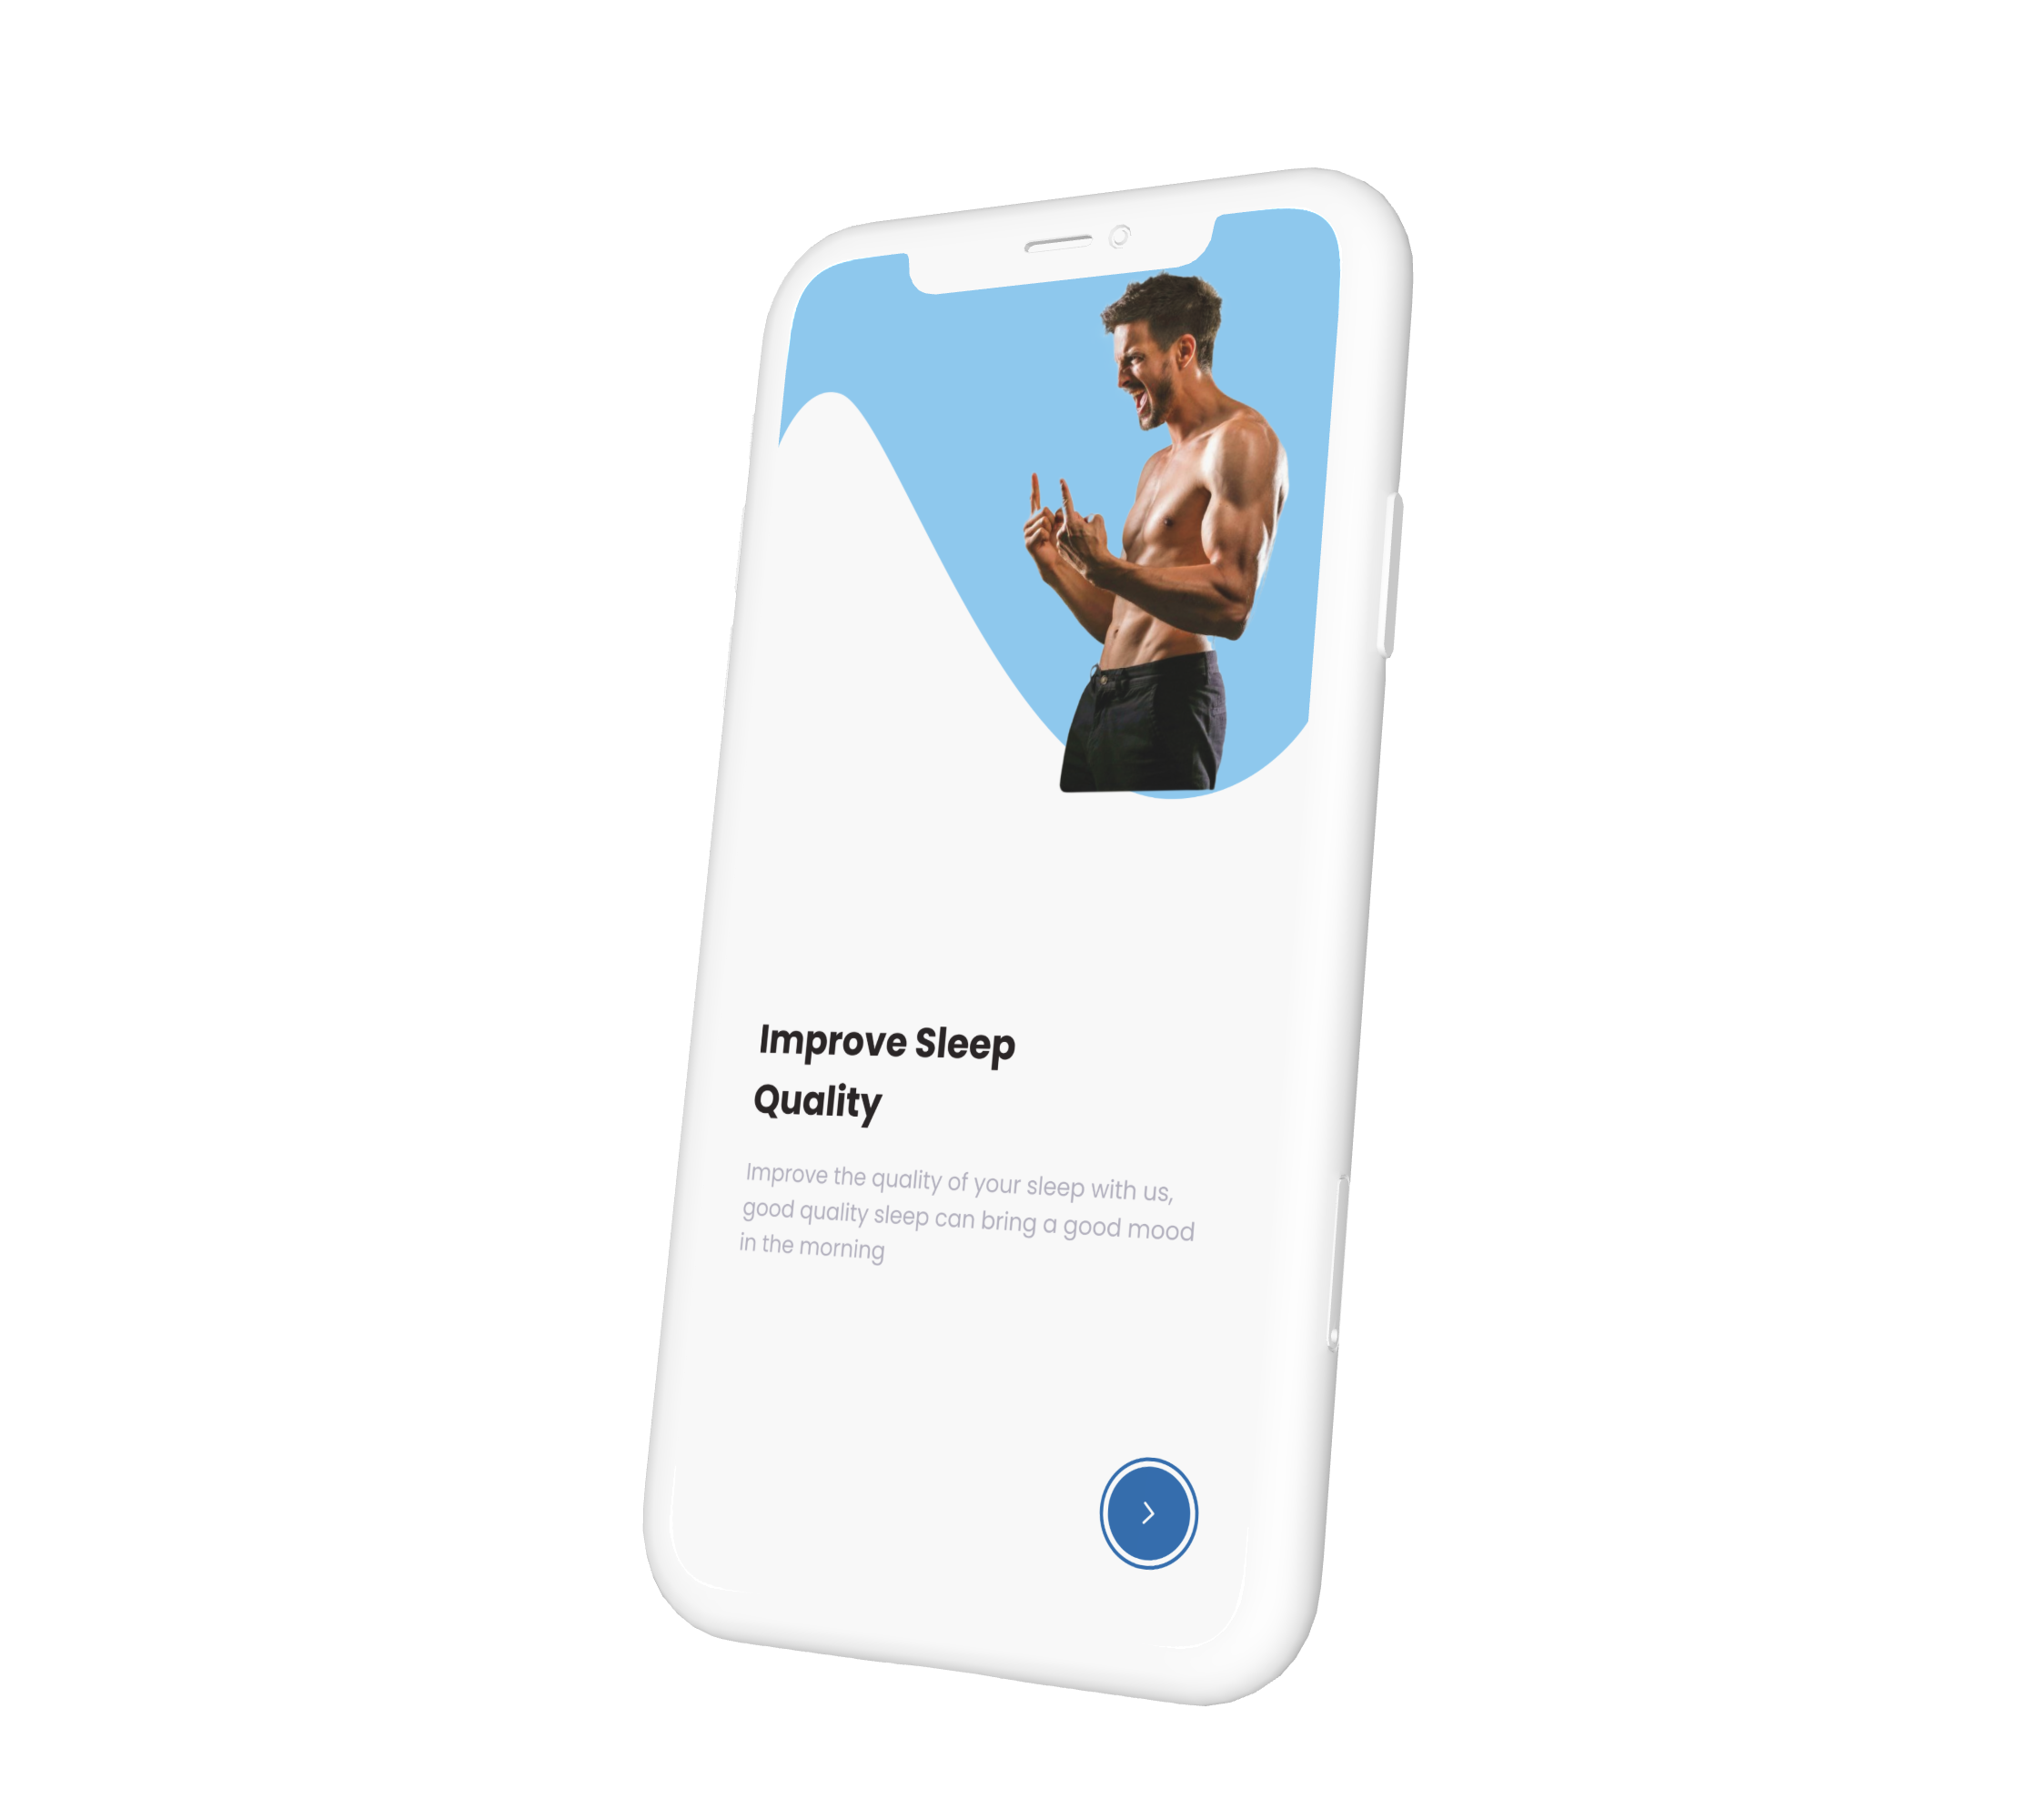 Improve Sleep
Quality
Improve the quality of your sleep with us,
good quality sleep can bring a good mood
in the morning